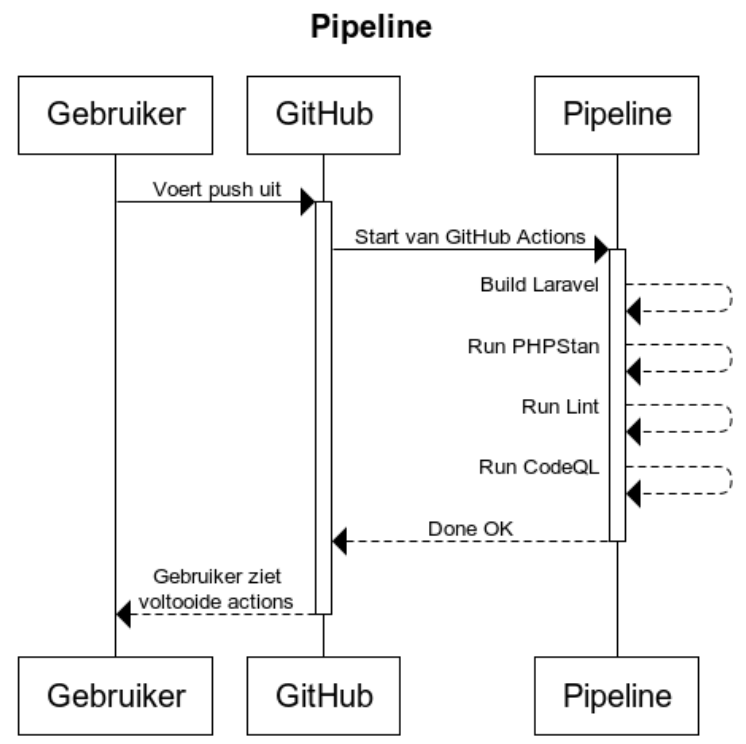 Pipeline
Gebruiker
GitHub
Pipeline
Voert push uit
Start van GitHub Actions
Build Laravel
Run PHPStan
Run Lint
Run CodeQL
Done OK
Gebruiker ziet
voltooide actions
Gebruiker
GitHub
Pipeline